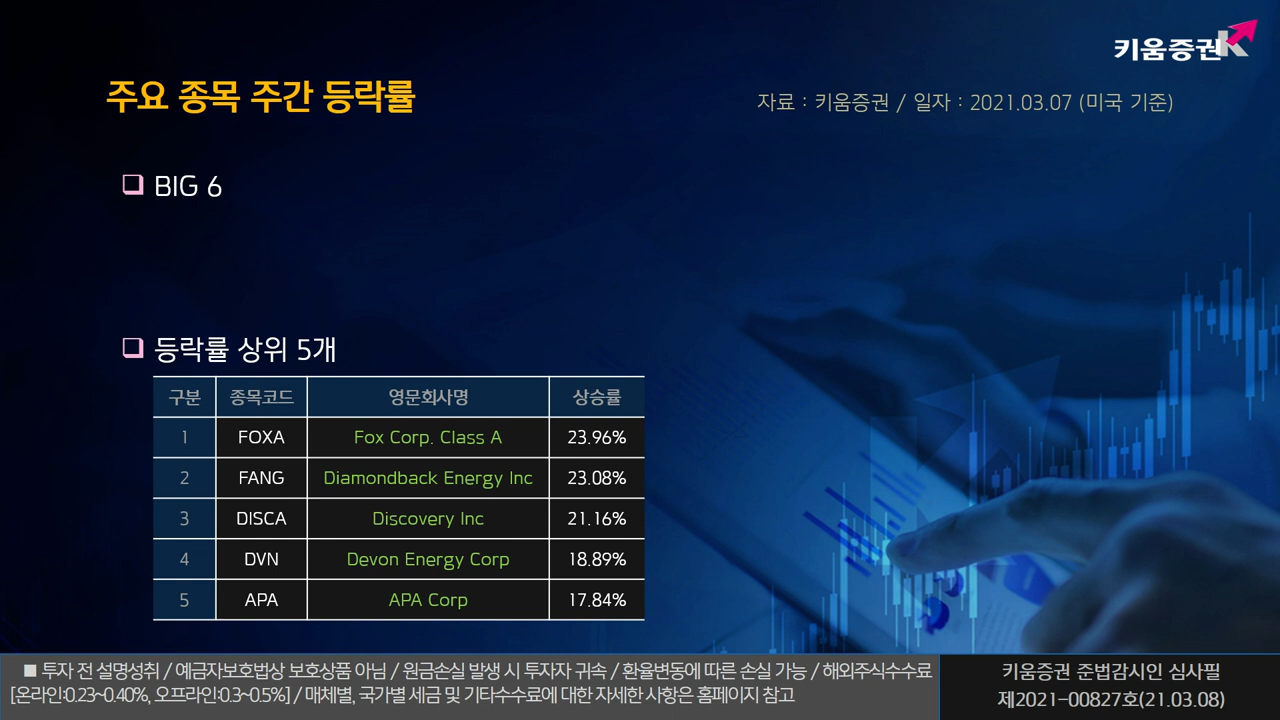 키움증권
주요 종목 주간 등락률
자료 : 키움증권 / 일자 : 2021.03.07 (미국 기준)
❑ BIG 6
❑ 등락률 상위 5개
구분 종목코드 영문회사명 상승률
1 FOXA Fox Corp. Class A 23.96%
2 FANG Diamondback Energy Inc 23.08%
3 DISCA Discovery Inc 21.16%
4 DVN Devon Energy Corp 18.89%
5 APA APA Corp 17.84%
■ 투자 전 설명성취 / 예금자보호법상 보호상품 아님 / 원금손실 발생 시 투자자 귀속 / 환율변동에 따른 손실 가능 / 해외주식수수료
[온라인:0.23~0.40%, 오프라인:0.3~0.5%] / 매체별, 국가별 세금 및 기타수수료에 대한 자세한 사항은 홈페이지 참고
키움증권 준법감시인 심사필
제2021-00827호(21.03.08)